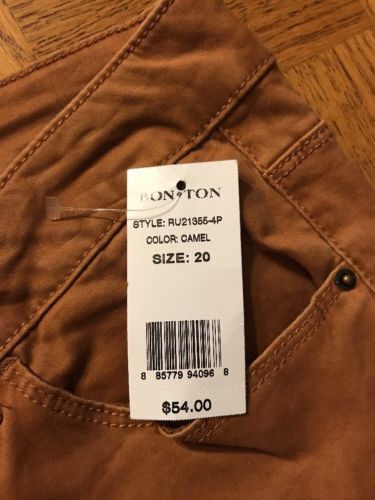 BON•TON
STYLE: RU21355-4P
COLOR: CAMEL
SIZE: 20
8 85779 94096 8
$54.00